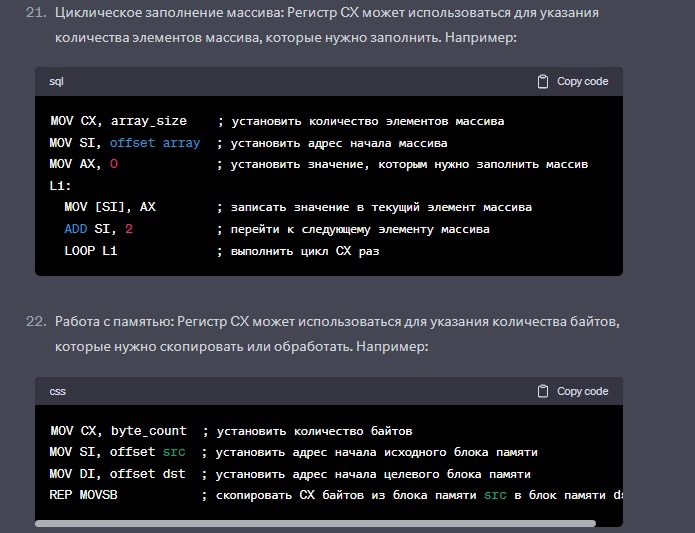 21. Циклическое заполнение массива: Регистр CX может использоваться для указания
количества элементов массива, которые нужно заполнить. Например:
sql Copy code
MOV CX, array_size ; установить количество элементов массива
MOV SI, offset array ; установить адрес начала массива
MOV AX, 0 ; установить значение, которым нужно заполнить массив
L1:
MOV [SI], AX ; записать значение в текущий элемент массива
ADD SI, 2 ; перейти к следующему элементу массива
LOOP L1 ; выполнить цикл CX раз
22. Работа с памятью: Регистр CX может использоваться для указания количества байтов,
которые нужно скопировать или обработать. Например:
css Copy code
MOV CX, byte_count ; установить количество байтов
MOV SI, offset src ; установить адрес начала исходного блока памяти
MOV DI, offset dst ; установить адрес начала целевого блока памяти
REP MOVSB ; скопировать CX байтов из блока памяти src в блок памяти